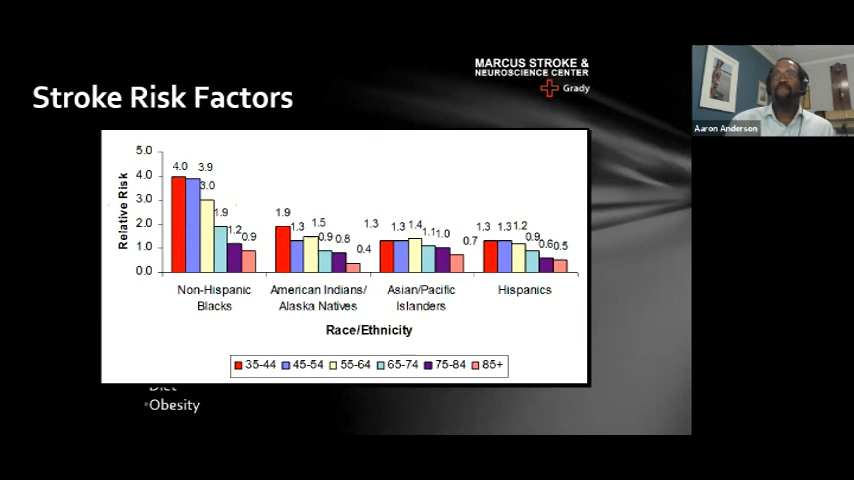 MARCUS STROKE &
NEUROSCIENCE CENTER
Grady
Stroke Risk Factors
Aaron Anderson
5.0
4.0
3.0
2.0
1.0
0.0
Relative Risk
4.0 3.9 3.0 1.9 1.2 0.9
1.9 1.3 1.5 0.9 0.8 0.4
1.3 1.3 1.4 1.1 1.0 0.7
1.3 1.3 1.2 0.9 0.6 0.5
Non-Hispanic
Blacks
American Indians/
Alaska Natives
Asian/Pacific
Islanders
Hispanics
Race/Ethnicity
35-44 45-54 55-64 65-74 75-84 85+
Diet
•Obesity